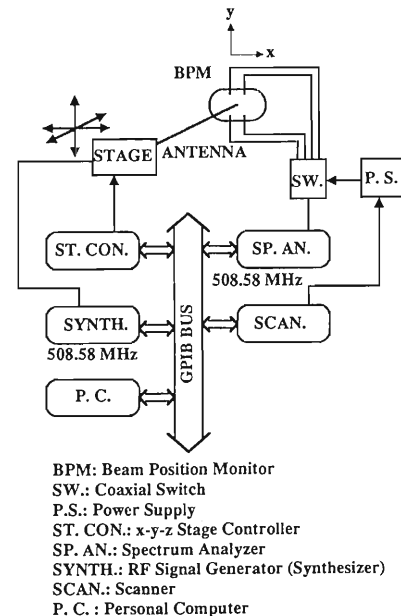 y
x
BPM
STAGE ANTENNA
SW.
P. S.
ST. CON.
SP. AN.
508.58 MHz
GPIB BUS
SYNTH.
SCAN.
508.58 MHz
P. C.
BPM: Beam Position Monitor
SW.: Coaxial Switch
P.S.: Power Supply
ST. CON.: x-y-z Stage Controller
SP. AN.: Spectrum Analyzer
SYNTH.: RF Signal Generator (Synthesizer)
SCAN.: Scanner
P. C. : Personal Computer